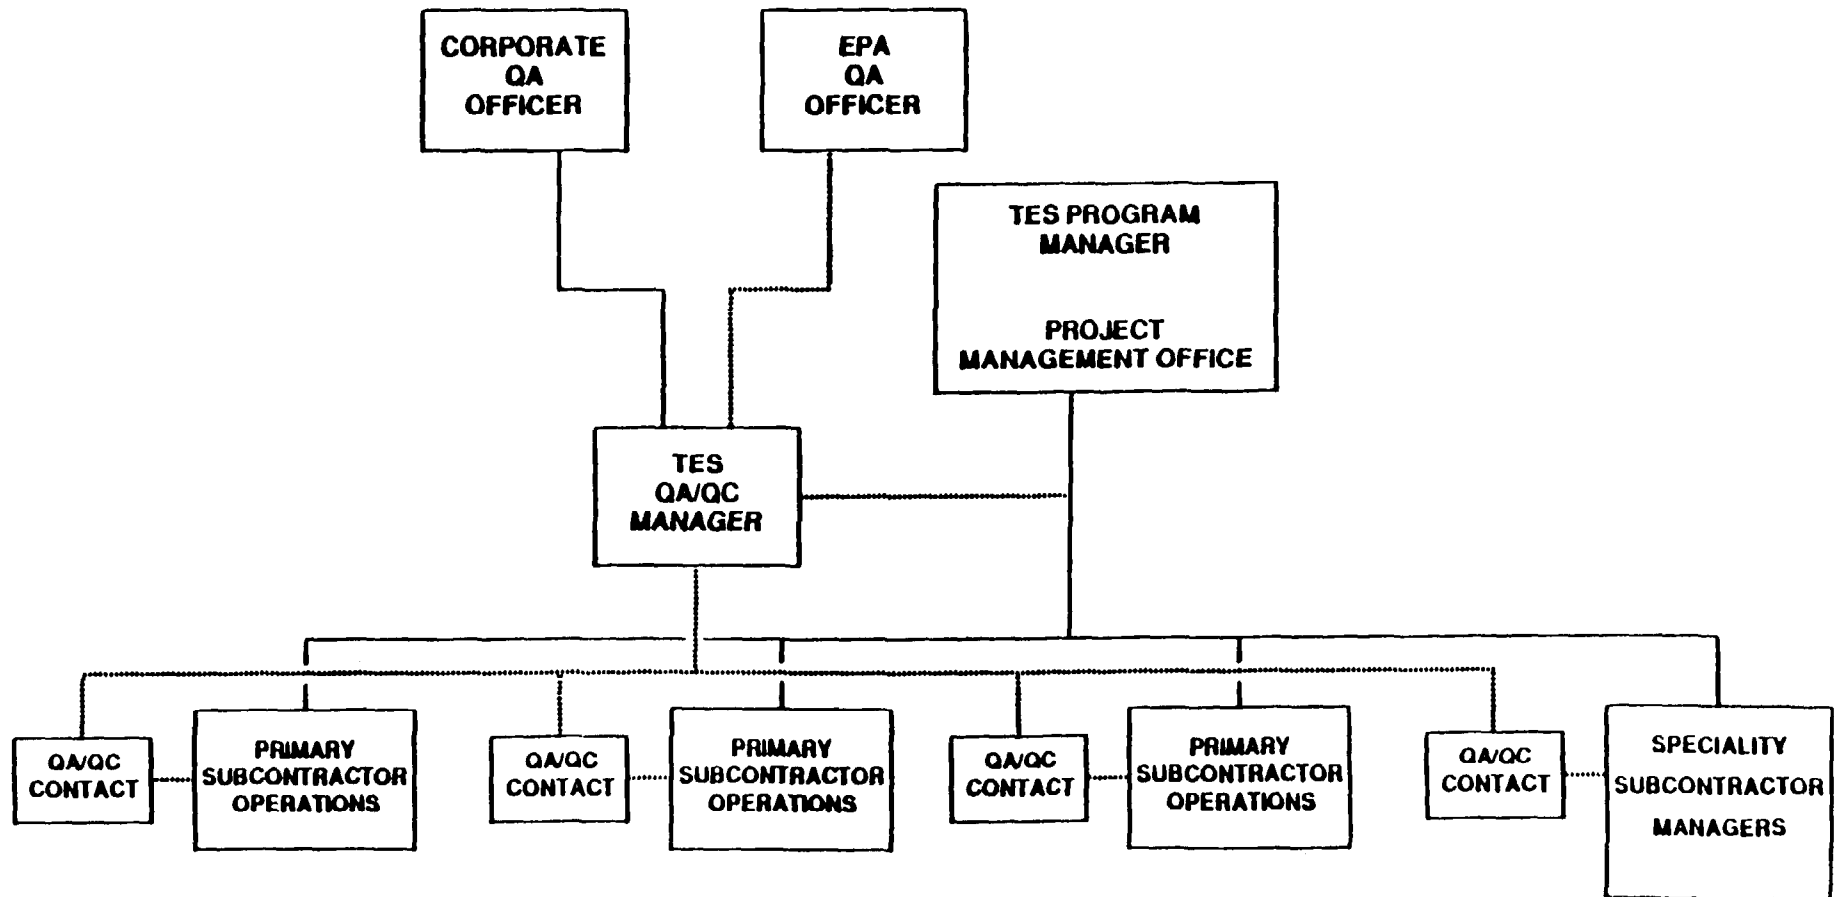 CORPORATE
QA
OFFICER
EPA
QA
OFFICER
TES PROGRAM
MANAGER
PROJECT
MANAGEMENT OFFICE
TES
QA/QC
MANAGER
QA/QC
CONTACT
PRIMARY
SUBCONTRACTOR
OPERATIONS
QA/QC
CONTACT
PRIMARY
SUBCONTRACTOR
OPERATIONS
QA/QC
CONTACT
PRIMARY
SUBCONTRACTOR
OPERATIONS
QA/QC
CONTACT
SPECIALITY
SUBCONTRACTOR
MANAGERS